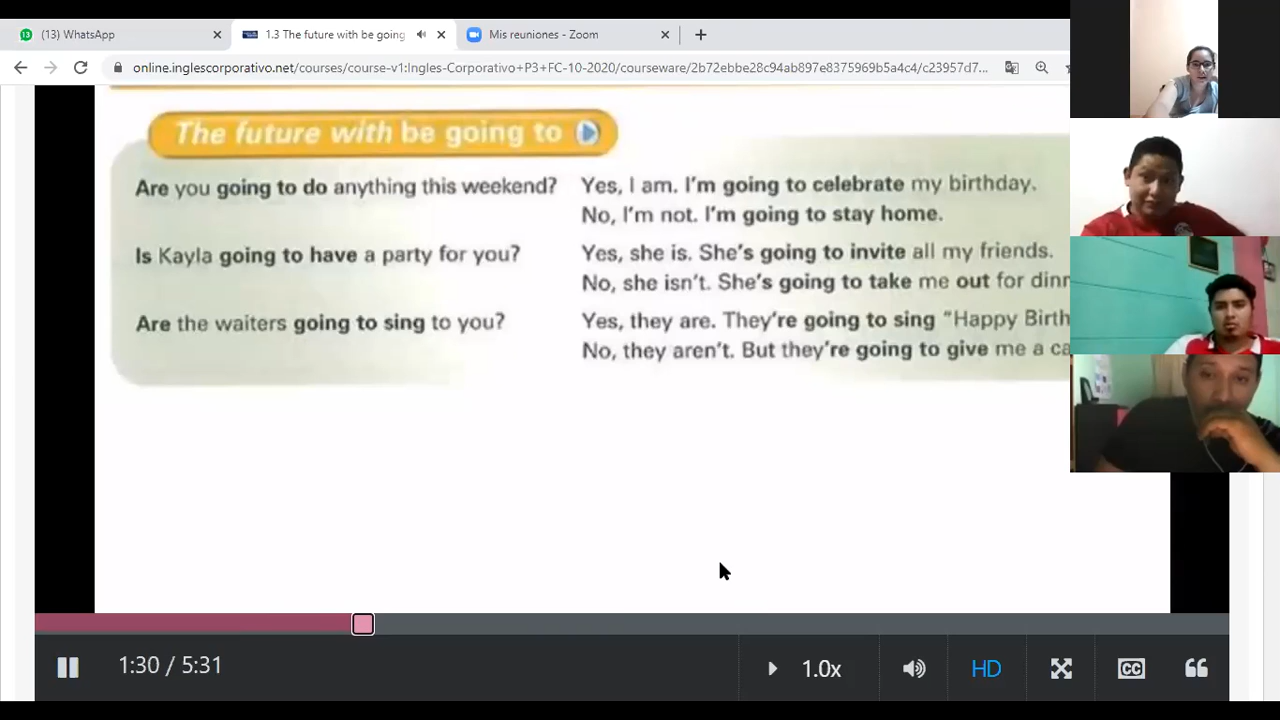 (13) WhatsApp
1.3 The future with be going
Mis reuniones - Zoom
online.inglescorporativo.net/courses/course-v1:Ingles-Corporativo+P3+FC-10-2020/courseware/2b72ebbe28c94ab897e8375969b5a4c4/c23957d7...
The future with be going to
Are you going to do anything this weekend?
Yes, I am. I'm going to celebrate my birthday.
No, I'm not. I'm going to stay home.
Is Kayla going to have a party for you?
Yes, she is. She's going to invite all my friends.
No, she isn't. She's going to take me out for dinn
Are the waiters going to sing to you?
Yes, they are. They're going to sing "Happy Birth
No, they aren't. But they're going to give me a ca
1:30 / 5:31
1.0x
HD
CC